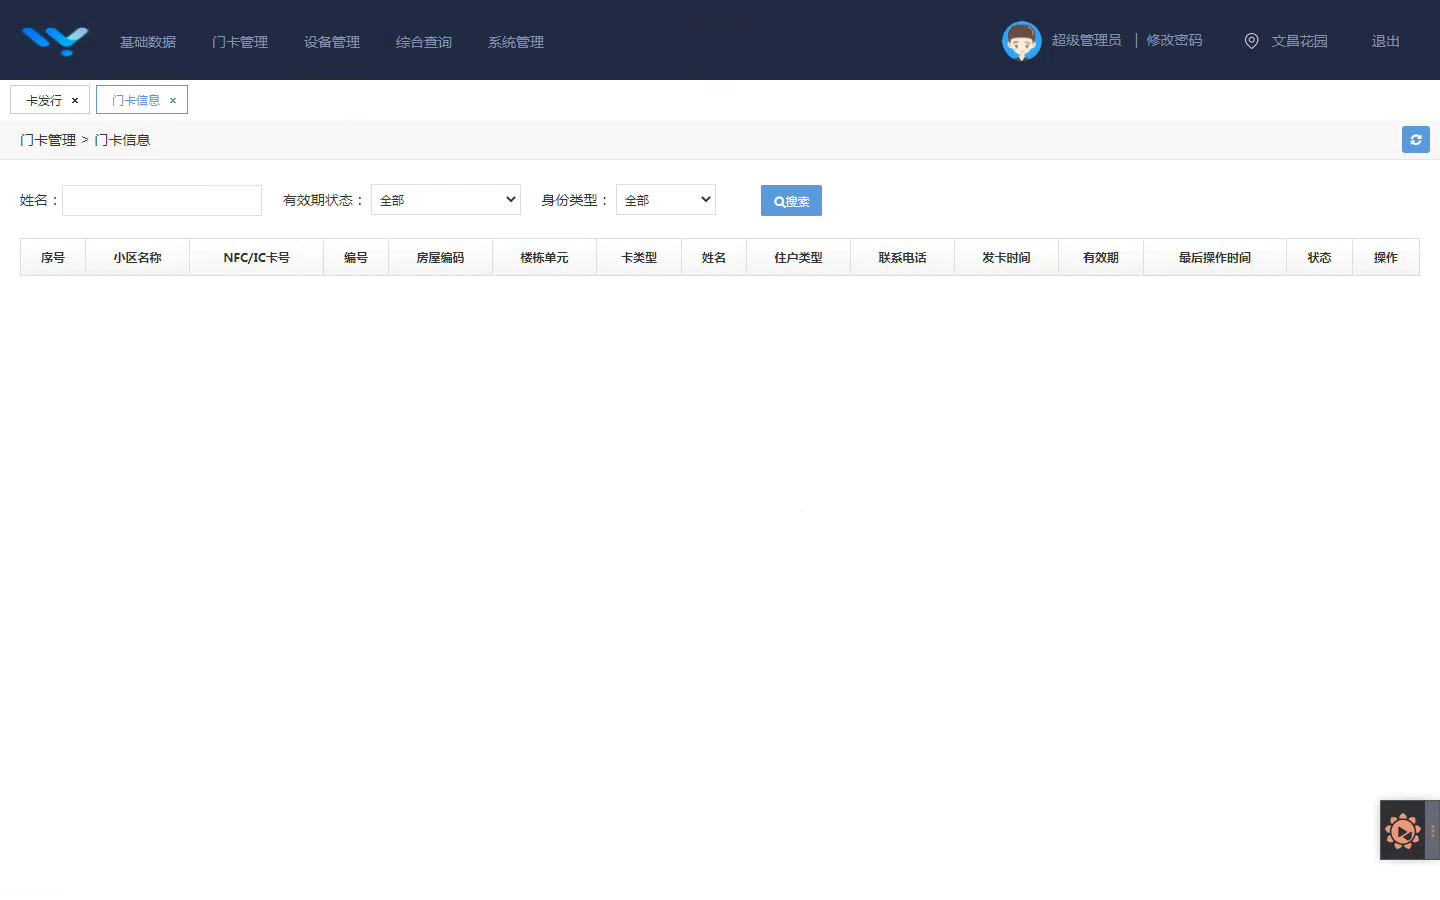 基础数据 门卡管理 设备管理 综合查询 系统管理 超级管理员 | 修改密码 文昌花园 退出
卡发行 × 门卡信息 ×
门卡管理 > 门卡信息
姓名： 有效期状态： 全部 身份类型： 全部 搜索
序号 小区名称 NFC/IC卡号 编号 房屋编码 楼栋单元 卡类型 姓名 住户类型 联系电话 发卡时间 有效期 最后操作时间 状态 操作